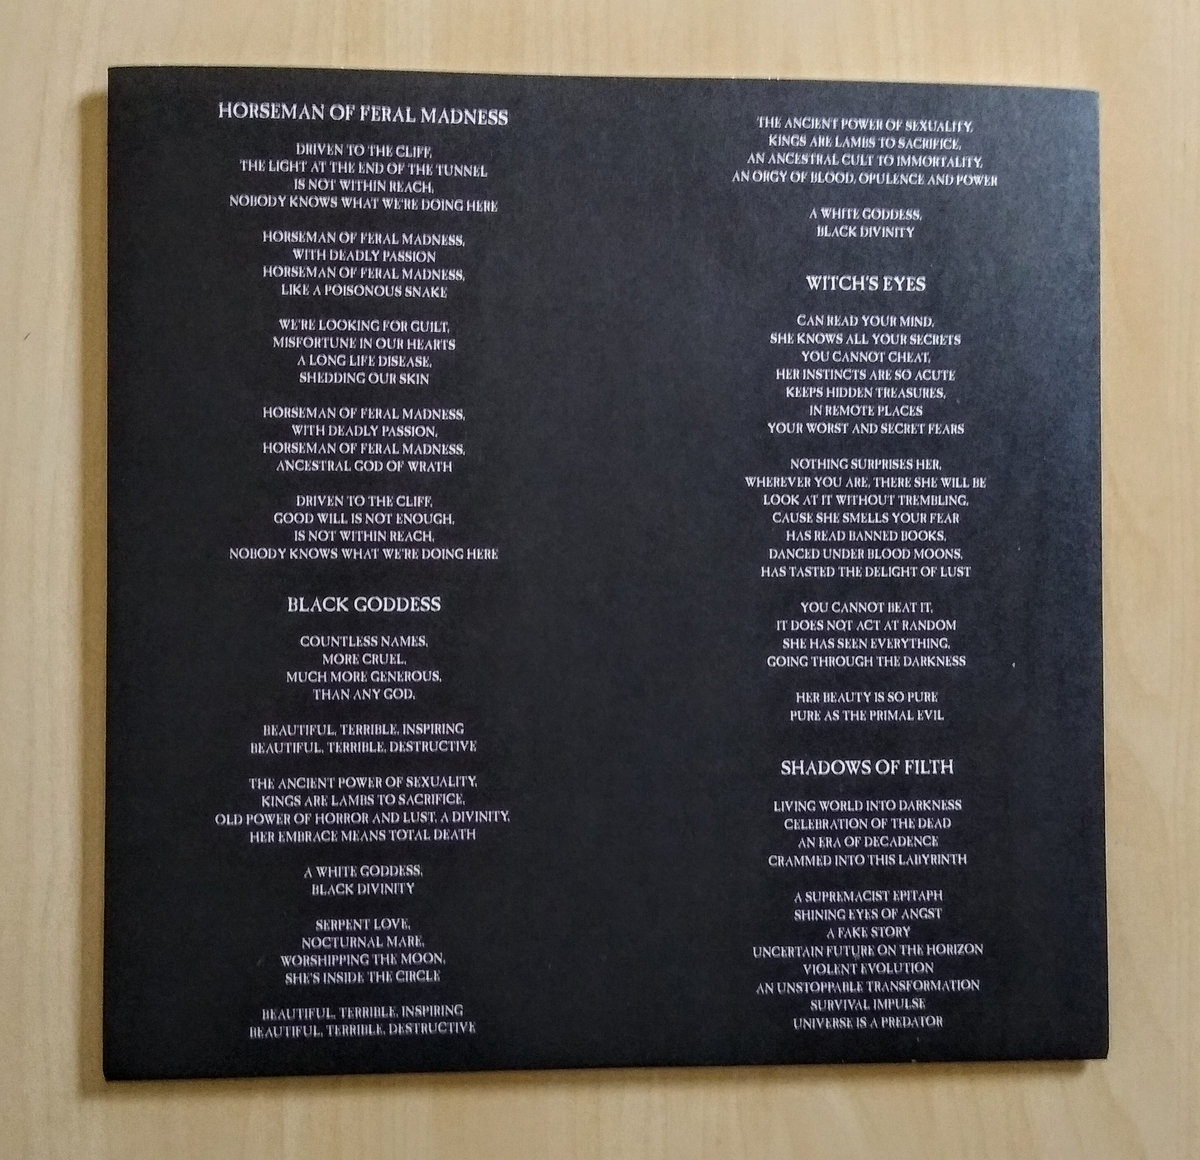 HORSEMAN OF FERAL MADNESS
DRIVEN TO THE CLIFF,
THE LIGHT AT THE END OF THE TUNNEL
IS NOT WITHIN REACH,
NOBODY KNOWS WHAT WE'RE DOING HERE
HORSEMAN OF FERAL MADNESS,
WITH DEADLY PASSION
HORSEMAN OF FERAL MADNESS,
LIKE A POISONOUS SNAKE
WE'RE LOOKING FOR GUILT,
MISFORTUNE IN OUR HEARTS
A LONG LIFE DISEASE,
SHEDDING OUR SKIN
HORSEMAN OF FERAL MADNESS,
WITH DEADLY PASSION,
HORSEMAN OF FERAL MADNESS,
ANCESTRAL GOD OF WRATH
DRIVEN TO THE CLIFF,
GOOD WILL IS NOT ENOUGH,
IS NOT WITHIN REACH,
NOBODY KNOWS WHAT WE'RE DOING HERE
BLACK GODDESS
COUNTLESS NAMES,
MORE CRUEL,
MUCH MORE GENEROUS,
THAN ANY GOD,
BEAUTIFUL, TERRIBLE, INSPIRING
BEAUTIFUL, TERRIBLE, DESTRUCTIVE
THE ANCIENT POWER OF SEXUALITY,
KINGS ARE LAMBS TO SACRIFICE,
OLD POWER OF HORROR AND LUST, A DIVINITY,
HER EMBRACE MEANS TOTAL DEATH
A WHITE GODDESS,
BLACK DIVINITY
SERPENT LOVE,
NOCTURNAL MARE,
WORSHIPPING THE MOON,
SHE'S INSIDE THE CIRCLE
BEAUTIFUL, TERRIBLE, INSPIRING
BEAUTIFUL, TERRIBLE, DESTRUCTIVE
THE ANCIENT POWER OF SEXUALITY,
KINGS ARE LAMBS TO SACRIFICE,
AN ANCESTRAL CULT TO IMMORTALITY,
AN ORGY OF BLOOD, OPULENCE AND POWER
A WHITE GODDESS,
BLACK DIVINITY
WITCH'S EYES
CAN READ YOUR MIND,
SHE KNOWS ALL YOUR SECRETS
YOU CANNOT CHEAT,
HER INSTINCTS ARE SO ACUTE
KEEPS HIDDEN TREASURES,
IN REMOTE PLACES
YOUR WORST AND SECRET FEARS
NOTHING SURPRISES HER,
WHEREVER YOU ARE, THERE SHE WILL BE
LOOK AT IT WITHOUT TREMBLING,
CAUSE SHE SMELLS YOUR FEAR
HAS READ BANNED BOOKS,
DANCED UNDER BLOOD MOONS,
HAS TASTED THE DELIGHT OF LUST
YOU CANNOT BEAT IT,
IT DOES NOT ACT AT RANDOM
SHE HAS SEEN EVERYTHING,
GOING THROUGH THE DARKNESS
HER BEAUTY IS SO PURE
PURE AS THE PRIMAL EVIL
SHADOWS OF FILTH
LIVING WORLD INTO DARKNESS
CELEBRATION OF THE DEAD
AN ERA OF DECADENCE
CRAMMED INTO THIS LABYRINTH
A SUPREMACIST EPITAPH
SHINING EYES OF ANGST
A FAKE STORY
UNCERTAIN FUTURE ON THE HORIZON
VIOLENT EVOLUTION
AN UNSTOPPABLE TRANSFORMATION
SURVIVAL IMPULSE
UNIVERSE IS A PREDATOR